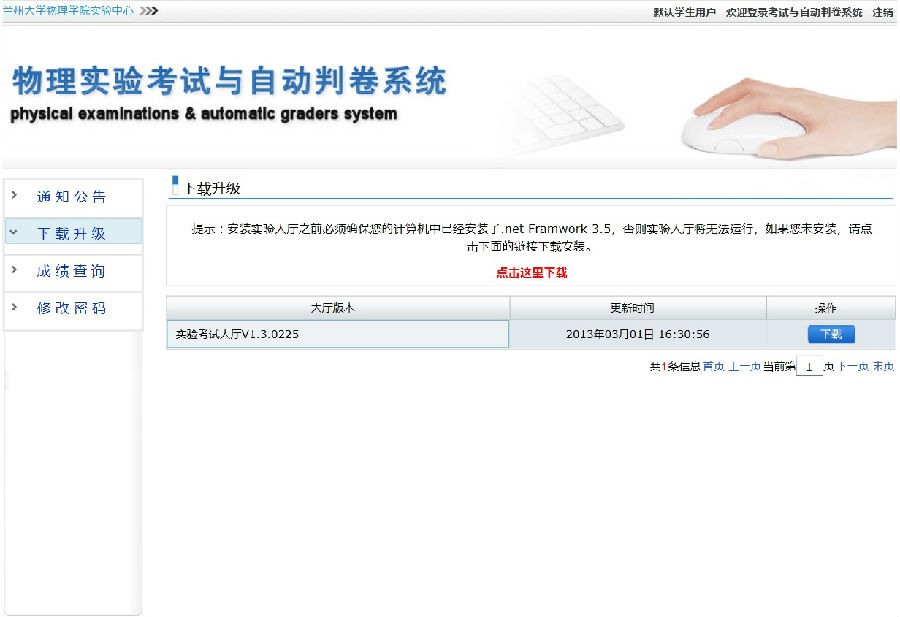 兰州大学物理学院实验中心
默认学生用户 欢迎登录考试与自动判卷系统 注销
物理实验考试与自动判卷系统
physical examinations & automatic graders system
通知公告
下载升级
成绩查询
修改密码
下载升级
提示：安装实验大厅之前必须确保您的计算机中已经安装了.net Framwork 3.5，否则实验大厅将无法运行，如果您未安装，请点
击下面的链接下载安装。
点击这里下载
大厅版本 更新时间 操作
实验考试大厅V1.3.0225 2013年03月01日 16:30:56 下载
共1条信息 首页 上一页 当前第 1 页 下一页 末页